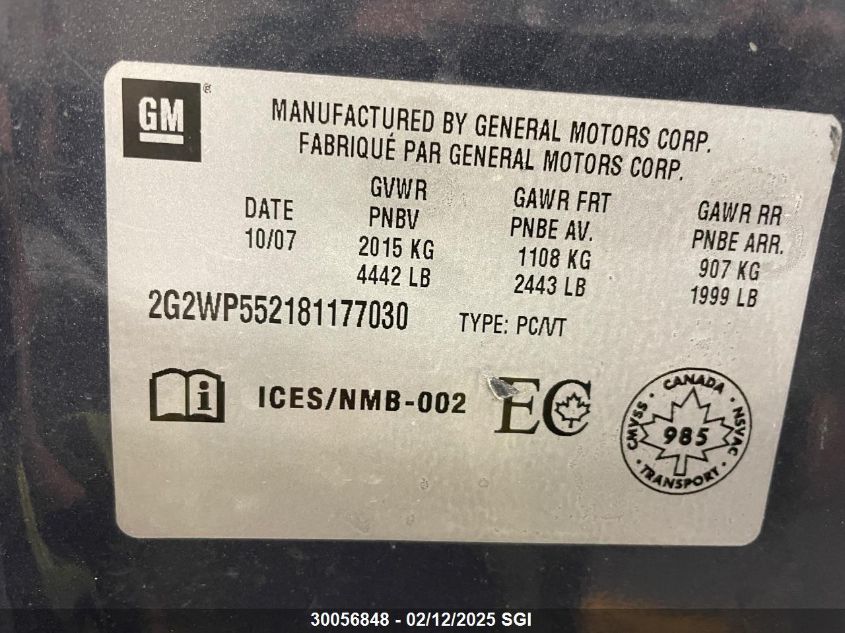 GM ®
MANUFACTURED BY GENERAL MOTORS CORP.
FABRIQUÉ PAR GENERAL MOTORS CORP.
DATE
10/07
GVWR
PNBV
2015 KG
4442 LB
GAWR FRT
PNBE AV.
1108 KG
2443 LB
GAWR RR
PNBE ARR.
907 KG
1999 LB
2G2WP552181177030 TYPE: PC/VT
i ICES/NMB-002 EC
CANADA
CMVSS · NSVAC
985
TRANSPORT
30056848 - 02/12/2025 SGI